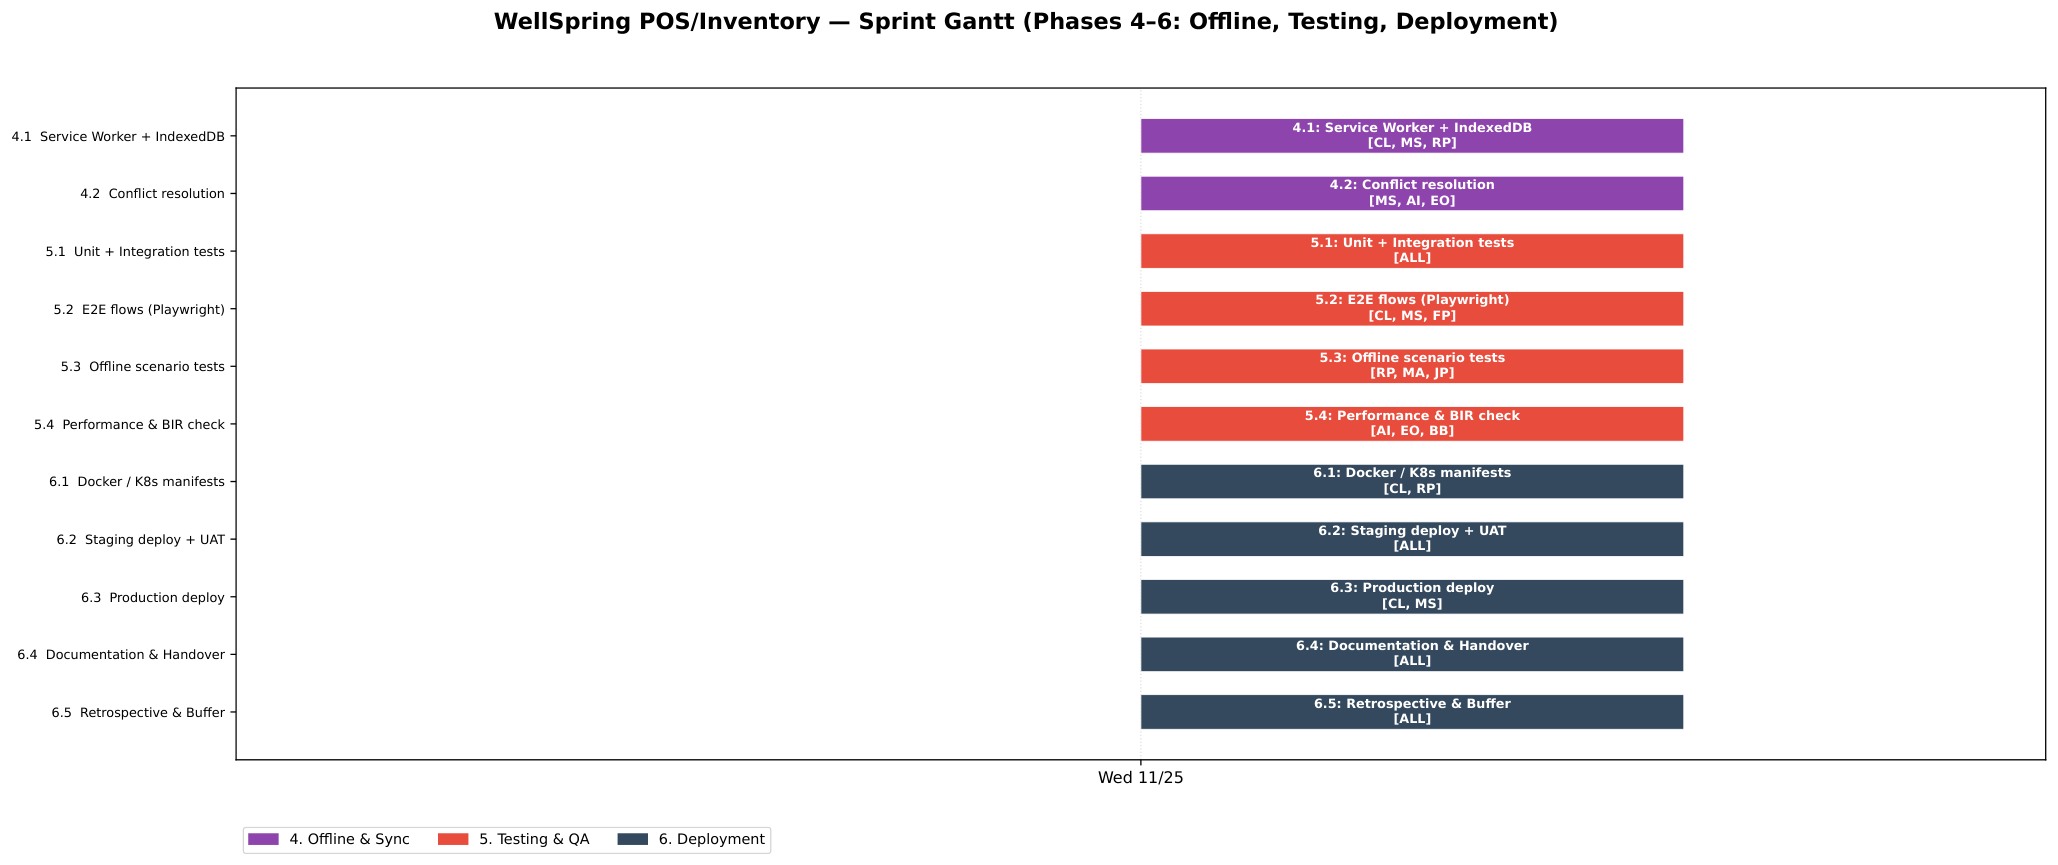 WellSpring POS/Inventory — Sprint Gantt (Phases 4–6: Offline, Testing, Deployment)
4.1  Service Worker + IndexedDB
4.1: Service Worker + IndexedDB
[CL, MS, RP]
4.2  Conflict resolution
4.2: Conflict resolution
[MS, AI, EO]
5.1  Unit + Integration tests
5.1: Unit + Integration tests
[ALL]
5.2  E2E flows (Playwright)
5.2: E2E flows (Playwright)
[CL, MS, FP]
5.3  Offline scenario tests
5.3: Offline scenario tests
[RP, MA, JP]
5.4  Performance & BIR check
5.4: Performance & BIR check
[AI, EO, BB]
6.1  Docker / K8s manifests
6.1: Docker / K8s manifests
[CL, RP]
6.2  Staging deploy + UAT
6.2: Staging deploy + UAT
[ALL]
6.3  Production deploy
6.3: Production deploy
[CL, MS]
6.4  Documentation & Handover
6.4: Documentation & Handover
[ALL]
6.5  Retrospective & Buffer
6.5: Retrospective & Buffer
[ALL]
Wed 11/25
4. Offline & Sync
5. Testing & QA
6. Deployment